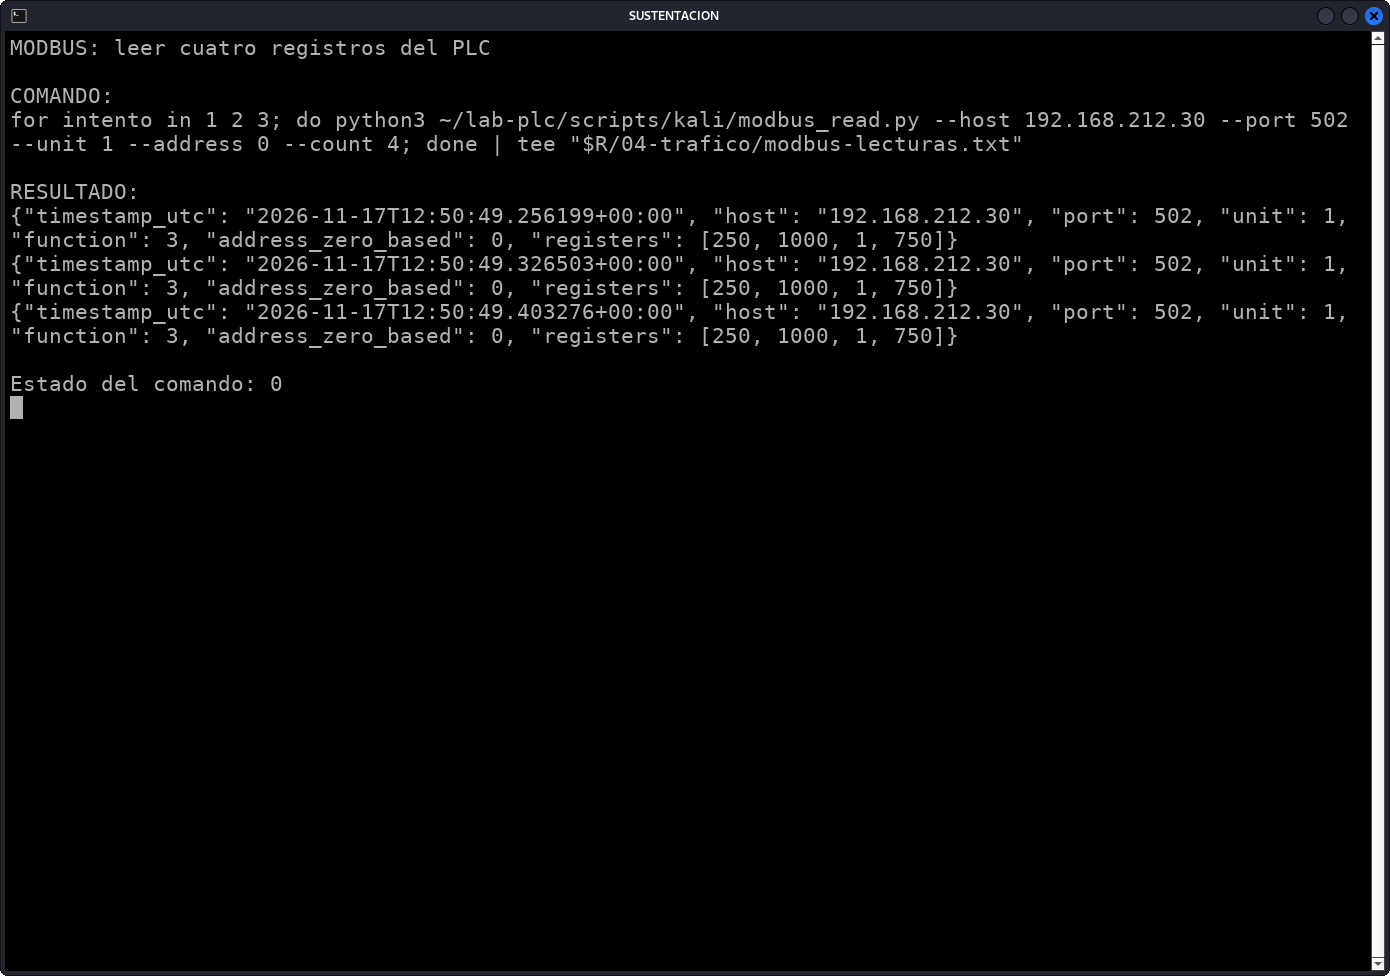 SUSTENTACION
MODBUS: leer cuatro registros del PLC
COMANDO:
for intento in 1 2 3; do python3 ~/lab-plc/scripts/kali/modbus_read.py --host 192.168.212.30 --port 502
--unit 1 --address 0 --count 4; done | tee "$R/04-trafico/modbus-lecturas.txt"
RESULTADO:
{"timestamp_utc": "2026-11-17T12:50:49.256199+00:00", "host": "192.168.212.30", "port": 502, "unit": 1,
"function": 3, "address_zero_based": 0, "registers": [250, 1000, 1, 750]}
{"timestamp_utc": "2026-11-17T12:50:49.326503+00:00", "host": "192.168.212.30", "port": 502, "unit": 1,
"function": 3, "address_zero_based": 0, "registers": [250, 1000, 1, 750]}
{"timestamp_utc": "2026-11-17T12:50:49.403276+00:00", "host": "192.168.212.30", "port": 502, "unit": 1,
"function": 3, "address_zero_based": 0, "registers": [250, 1000, 1, 750]}
Estado del comando: 0